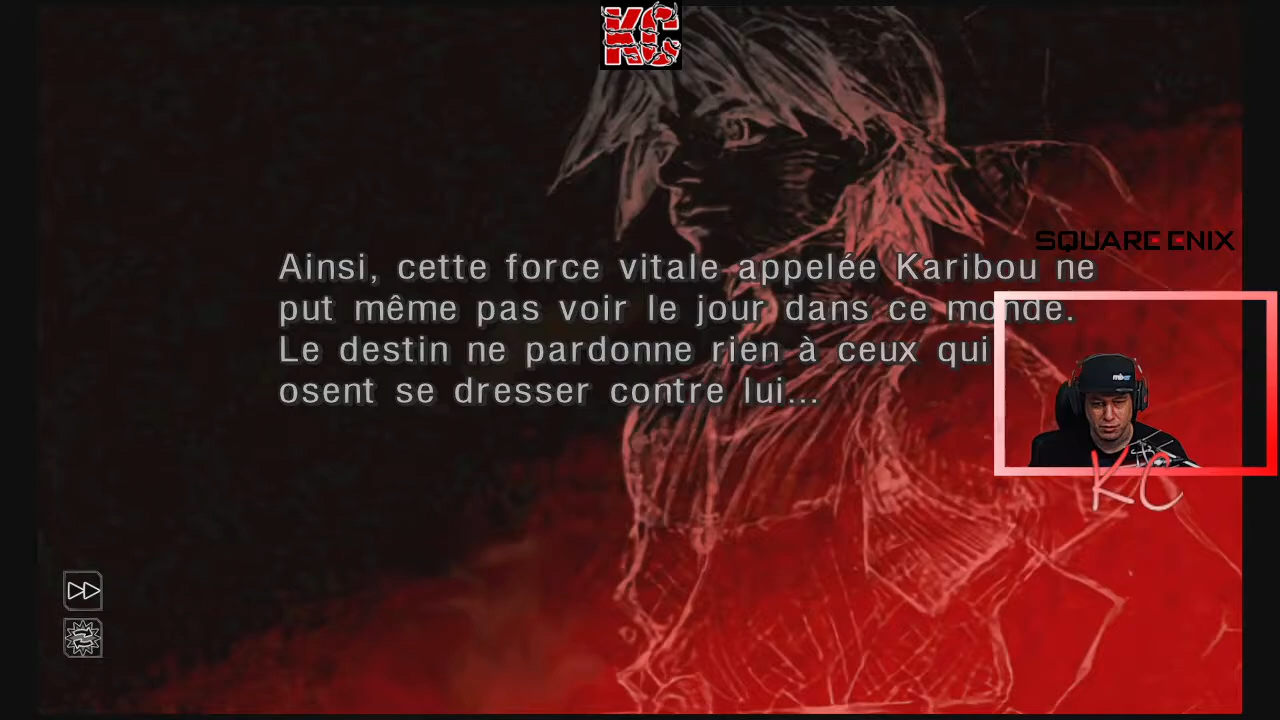 KC
Ainsi, cette force vitale appelée Karibou ne
put même pas voir le jour dans ce monde.
Le destin ne pardonne rien à ceux qui
osent se dresser contre lui...
SQUARE ENIX
mixer
KC